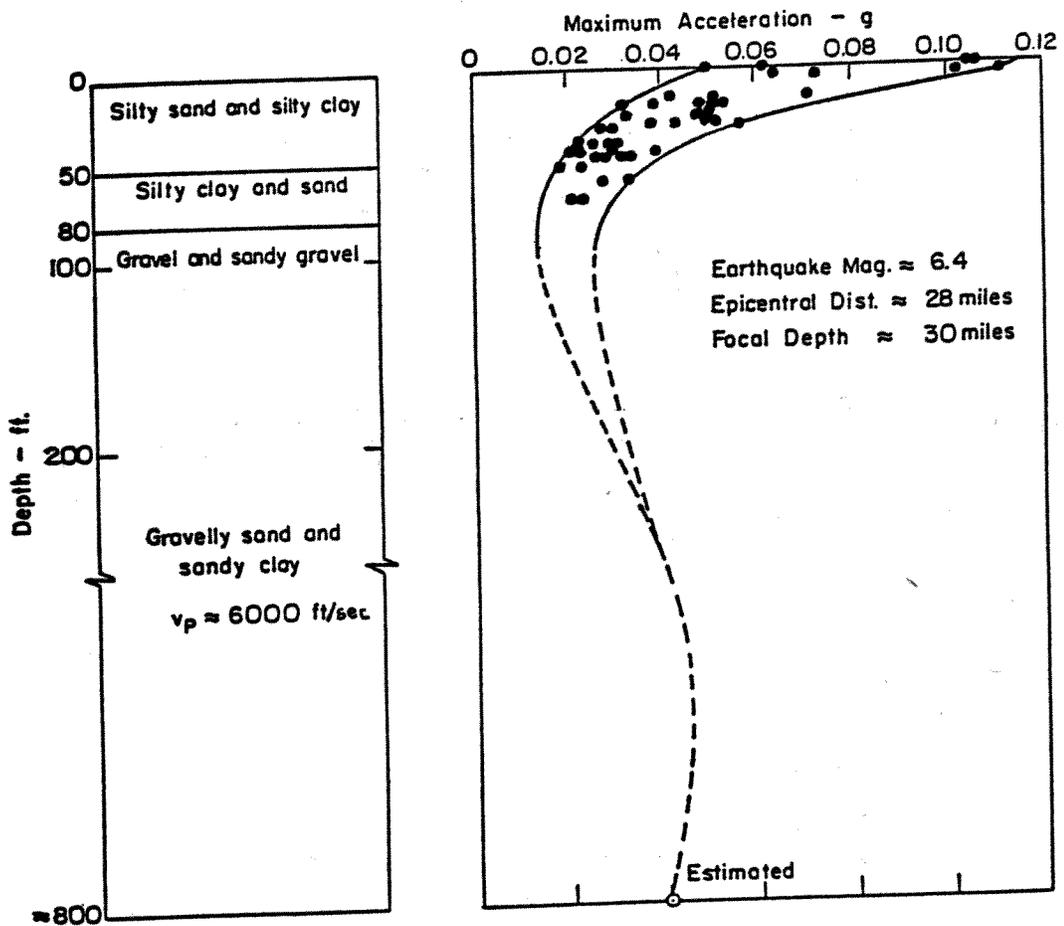 Maximum Acceleration - g
0 0.02 0.04 0.06 0.08 0.10 0.12
0
Silty sand and silty clay
50
Silty clay and sand
80
Gravel and sandy gravel
100
Earthquake Mag. ≈ 6.4
Epicentral Dist. ≈ 28 miles
Focal Depth ≈ 30 miles
Depth - ft.
200
Gravelly sand and
sandy clay
vp ≈ 6000 ft/sec.
Estimated
≈800